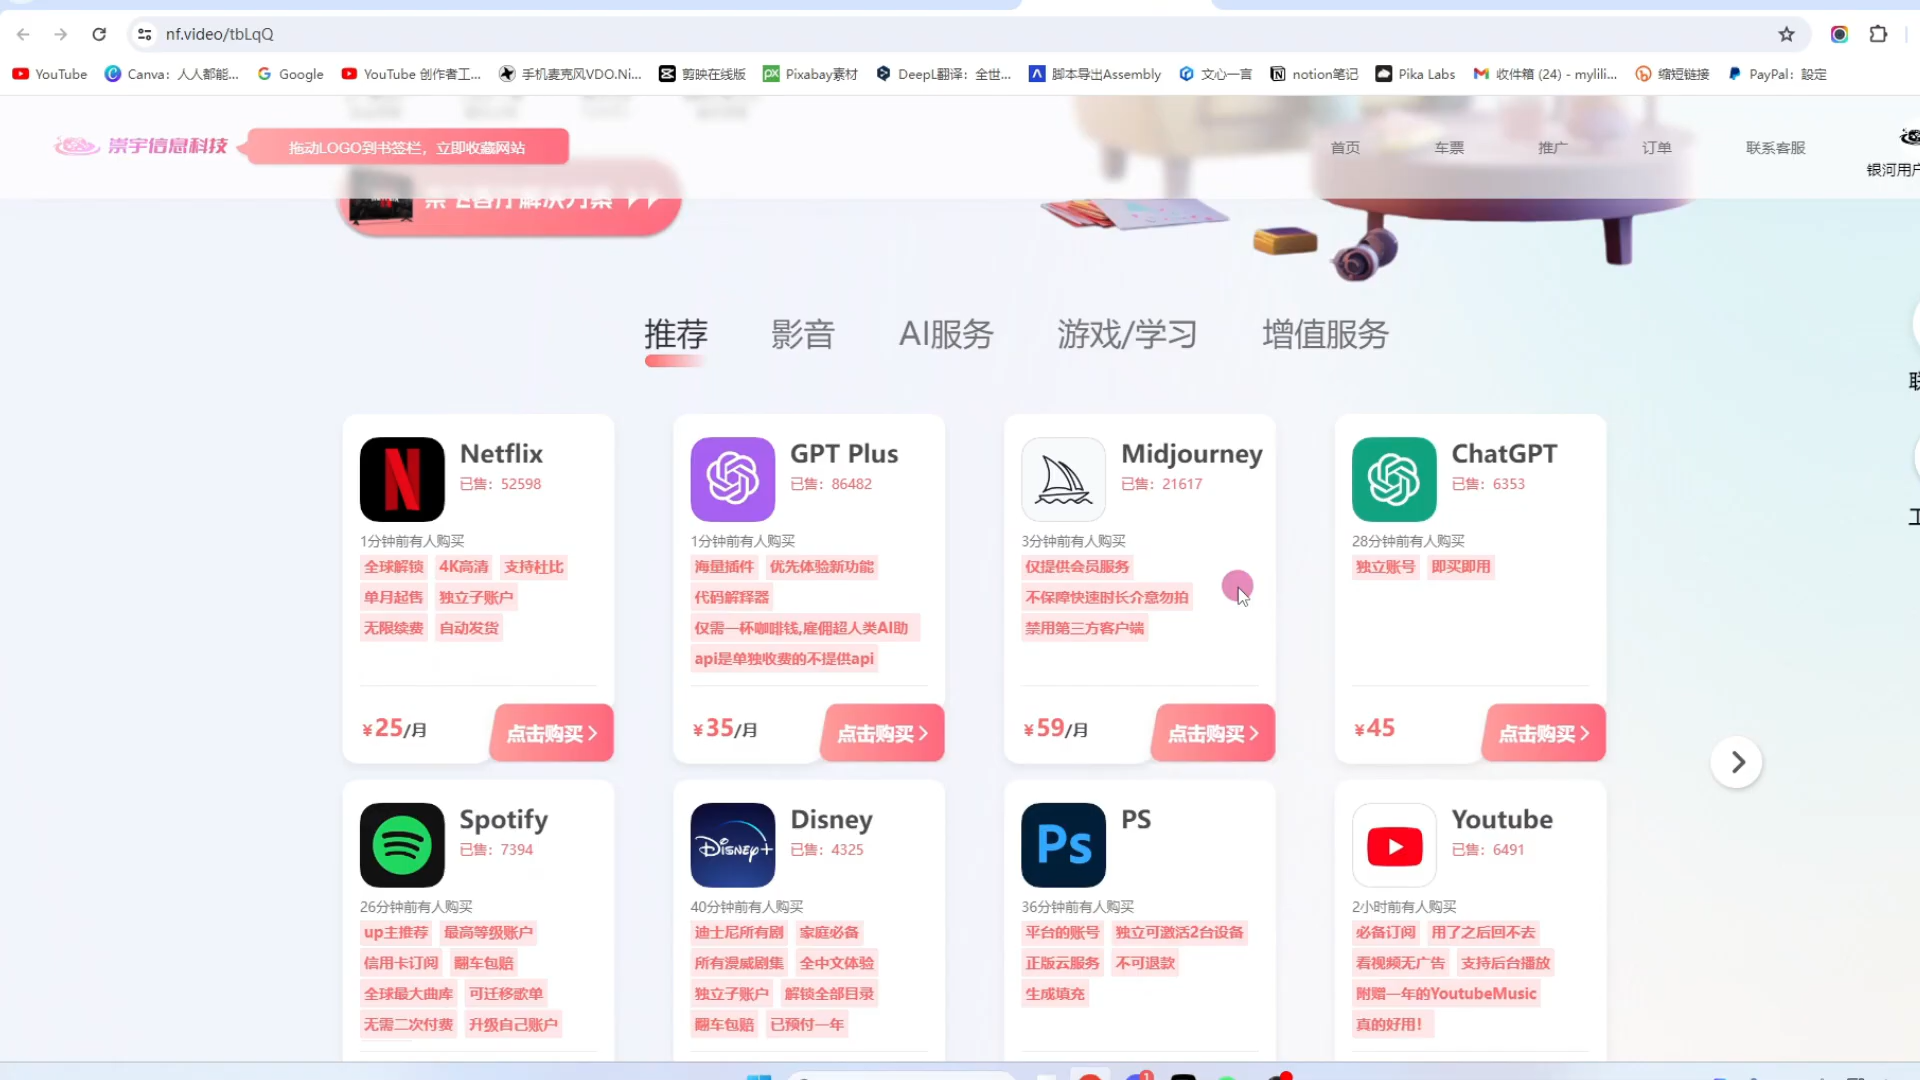 nf.video/tbLqQ
YouTube
Canva：人人都能...
Google
YouTube 创作者工...
手机麦克风VDO.Ni...
剪映在线版
Pixabay素材
DeepL翻译：全世...
脚本导出Assembly
文心一言
notion笔记
Pika Labs
收件箱 (24) - mylili...
缩短链接
PayPal：設定
崇宇信息科技
拖动LOGO到书签栏，立即收藏网站
首页
车票
推广
订单
联系客服
银河用户
推荐
影音
AI服务
游戏/学习
增值服务
Netflix
已售：52598
1分钟前有人购买
全球解锁 4K高清 支持杜比
单月起售 独立子账户
无限续费 自动发货
¥25/月
点击购买
GPT Plus
已售：86482
1分钟前有人购买
海量插件 优先体验新功能
代码解释器
仅需一杯咖啡钱,雇佣超人类AI助
api是单独收费的不提供api
¥35/月
点击购买
Midjourney
已售：21617
3分钟前有人购买
仅提供会员服务
不保障快速时长介意勿拍
禁用第三方客户端
¥59/月
点击购买
ChatGPT
已售：6353
28分钟前有人购买
独立账号 即买即用
¥45
点击购买
Spotify
已售：7394
26分钟前有人购买
up主推荐 最高等级账户
信用卡订阅 翻车包赔
全球最大曲库 可迁移歌单
无需二次付费 升级自己账户
Disney
已售：4325
Disney+
40分钟前有人购买
迪士尼所有剧 家庭必备
所有漫威剧集 全中文体验
独立子账户 解锁全部目录
翻车包赔 已预付一年
PS
Ps
36分钟前有人购买
平台的账号 独立可激活2台设备
正版云服务 不可退款
生成填充
Youtube
已售：6491
2小时前有人购买
必备订阅 用了之后回不去
看视频无广告 支持后台播放
附赠一年的YoutubeMusic
真的好用！